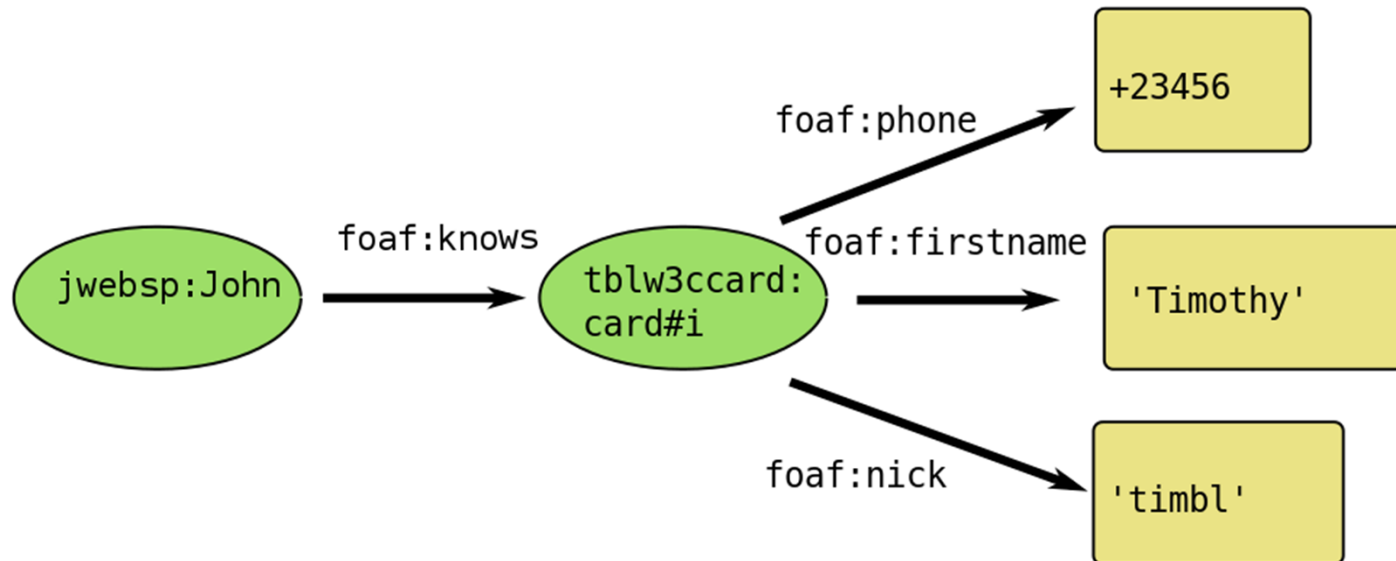 +23456
foaf:phone
foaf:knows
foaf:firstname
jwebsp:John
tblw3ccard:
card#i
'Timothy'
foaf:nick
'timbl'